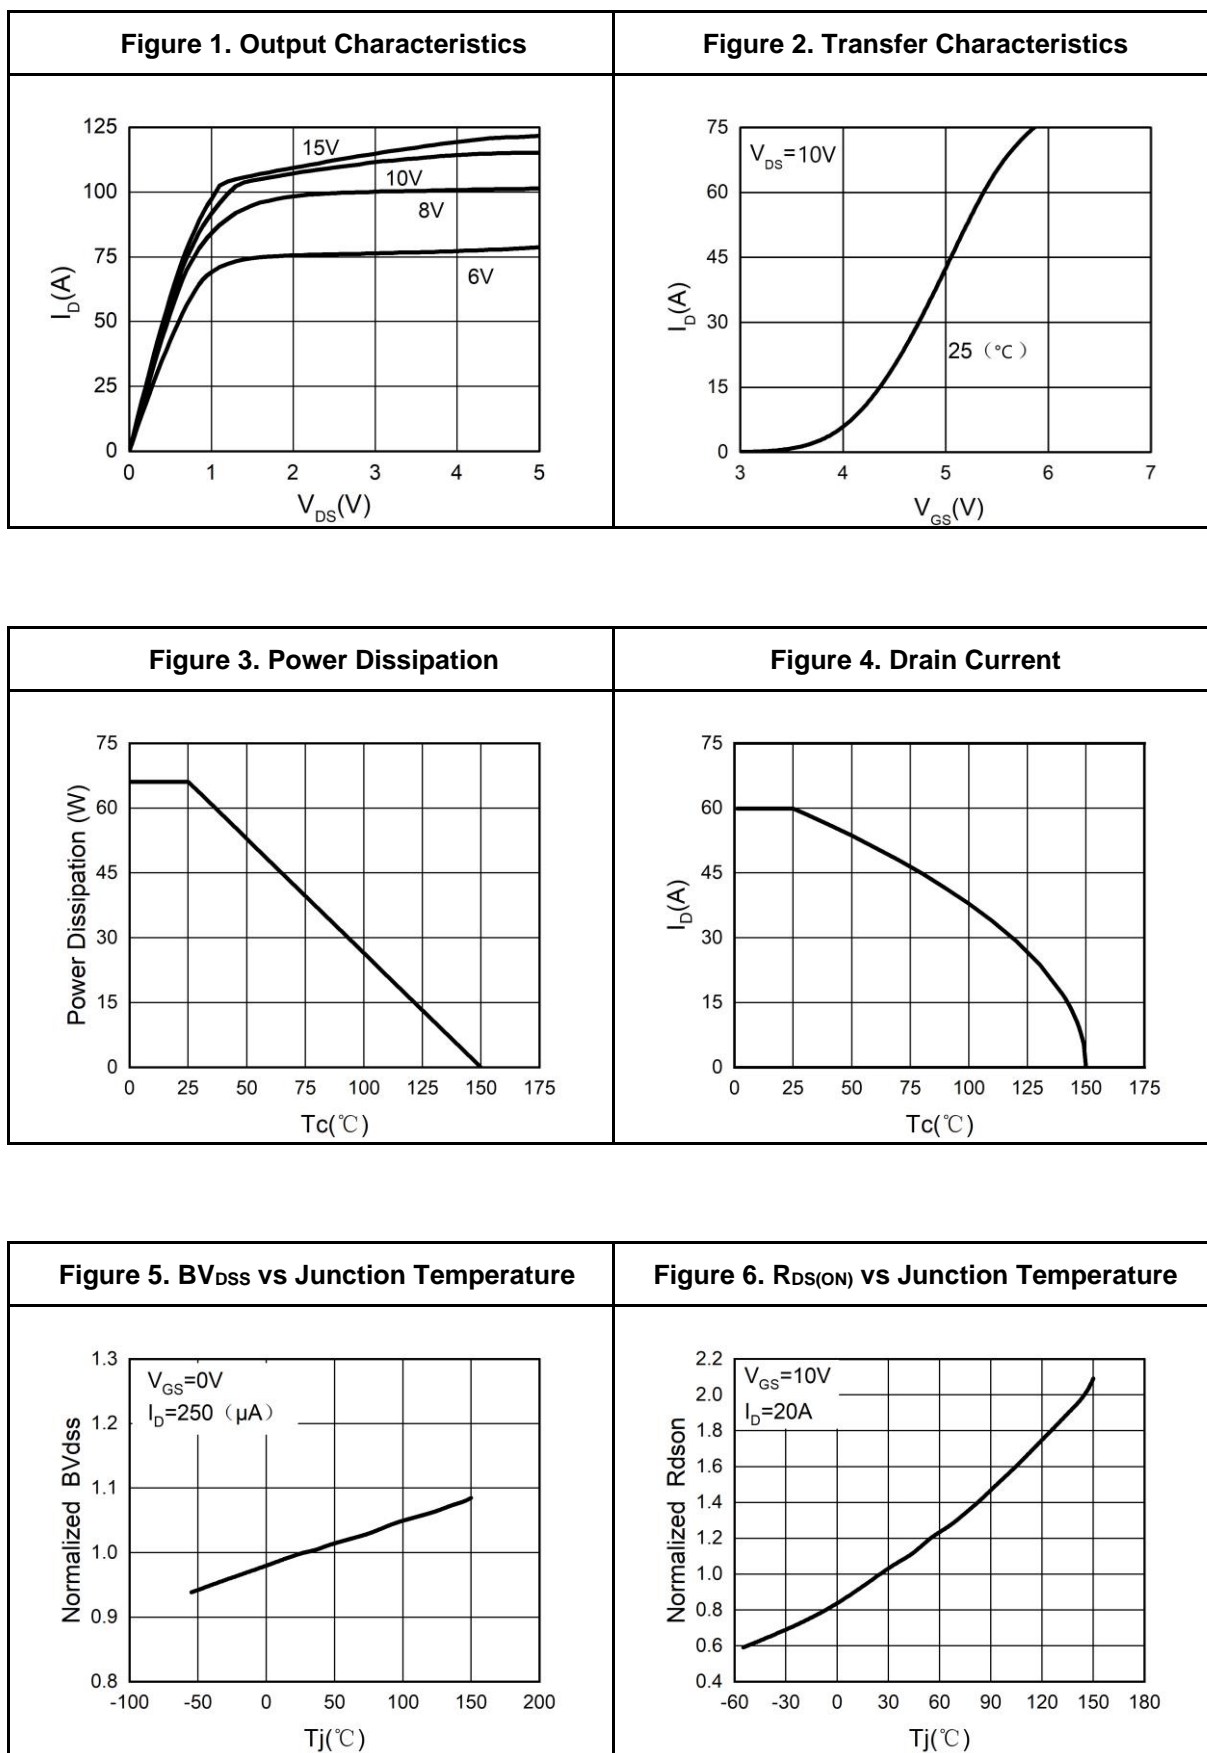 Figure 1. Output Characteristics
Figure 2. Transfer Characteristics
125
100
75
50
25
0
I_D(A)
15V
10V
8V
6V
0 1 2 3 4 5
V_DS(V)
75
60
45
30
15
0
I_D(A)
V_DS=10V
25（℃）
3 4 5 6 7
V_GS(V)
Figure 3. Power Dissipation
Figure 4. Drain Current
75
60
45
30
15
0
Power Dissipation (W)
0 25 50 75 100 125 150 175
Tc(℃)
75
60
45
30
15
0
I_D(A)
0 25 50 75 100 125 150 175
Tc(℃)
Figure 5. BV_DSS vs Junction Temperature
Figure 6. R_DS(ON) vs Junction Temperature
1.3
1.2
1.1
1.0
0.9
0.8
Normalized BVdss
V_GS=0V
I_D=250（µA）
-100 -50 0 50 100 150 200
Tj(℃)
2.2
2.0
1.8
1.6
1.4
1.2
1.0
0.8
0.6
0.4
Normalized Rdson
V_GS=10V
I_D=20A
-60 -30 0 30 60 90 120 150 180
Tj(℃)